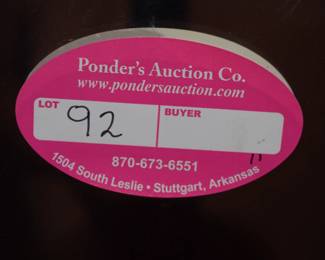 Ponder's Auction Co.
www.pondersauction.com
LOT 92 BUYER
870-673-6551
1504 South Leslie • Stuttgart, Arkansas